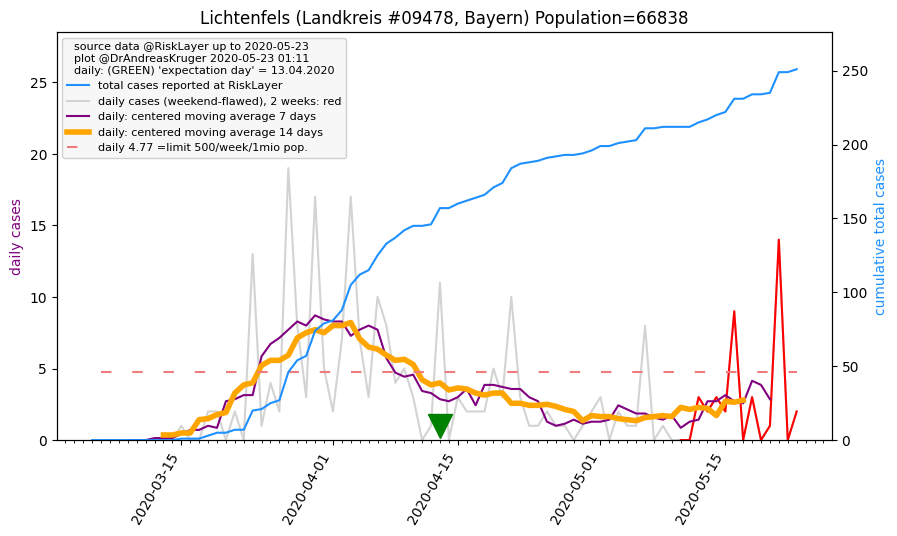 Lichtenfels (Landkreis #09478, Bayern) Population=66838
source data @RiskLayer up to 2020-05-23
plot @DrAndreasKruger 2020-05-23 01:11
daily: (GREEN) 'expectation day' = 13.04.2020
total cases reported at RiskLayer
daily cases (weekend-flawed), 2 weeks: red
daily: centered moving average 7 days
daily: centered moving average 14 days
daily 4.77 =limit 500/week/1mio pop.
daily cases
25
20
15
10
5
0
250
200
150
100
50
0
cumulative total cases
2020-03-15
2020-04-01
2020-04-15
2020-05-01
2020-05-15